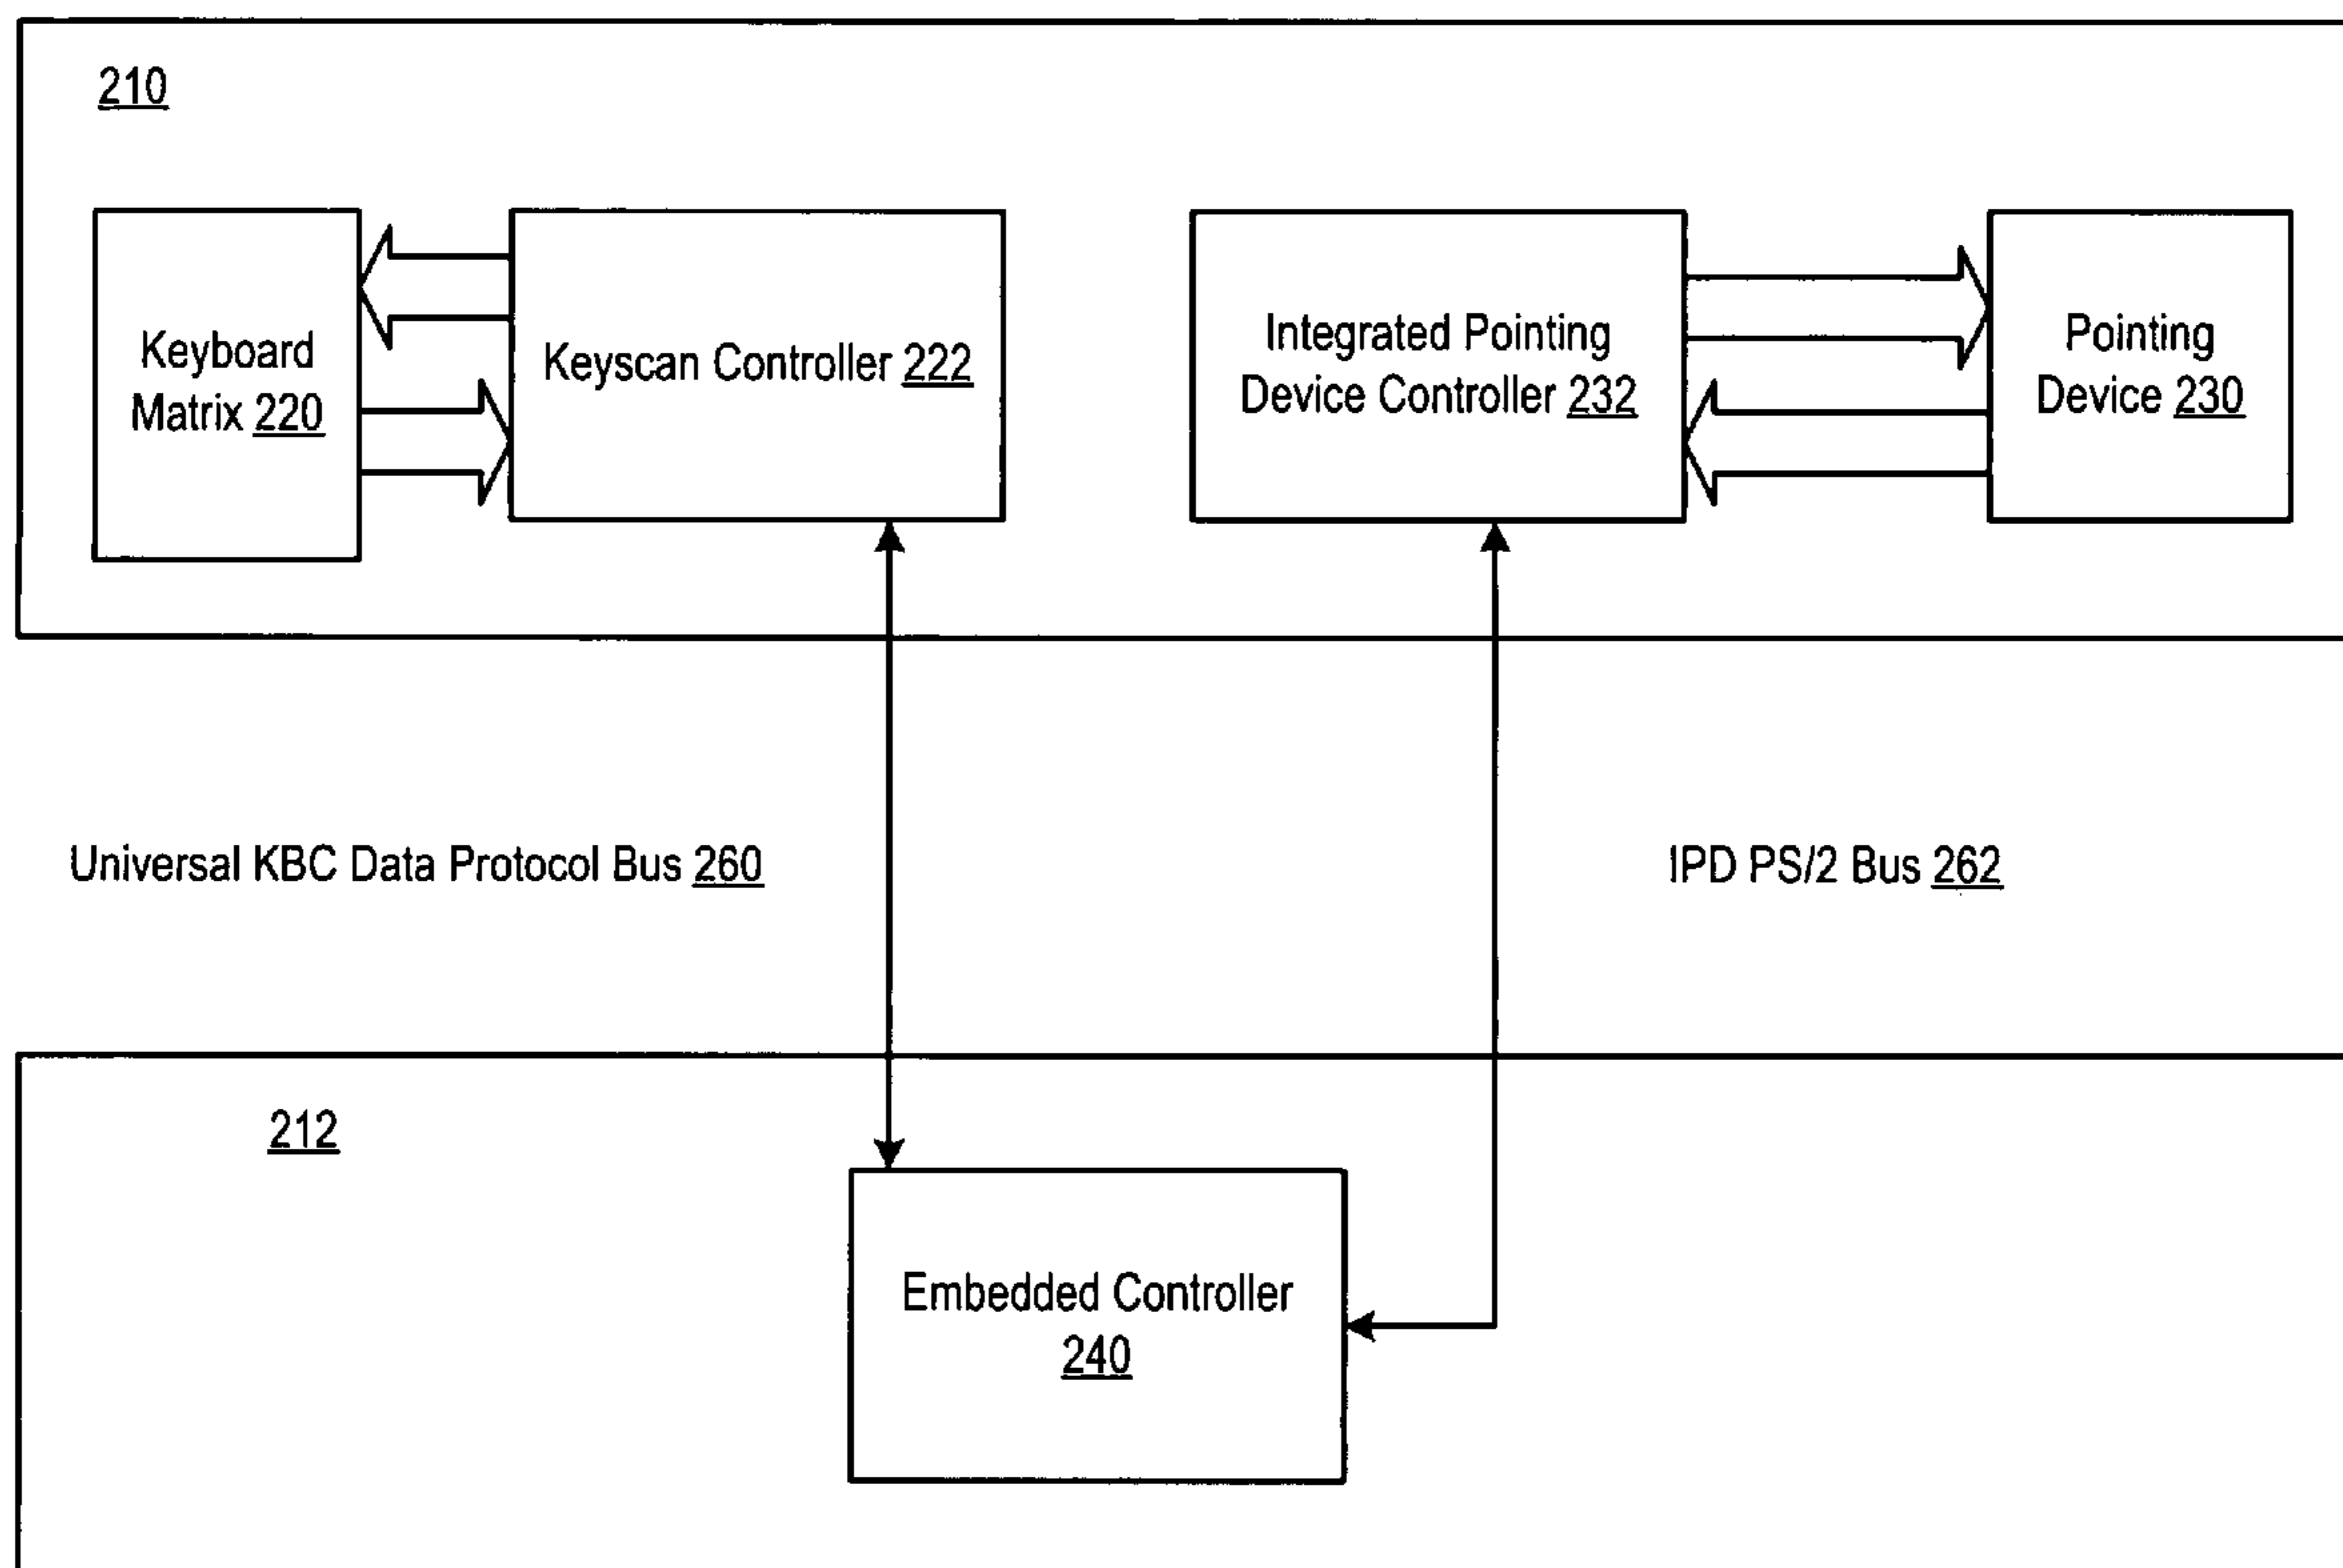 210
Keyboard
Matrix 220
Keyscan Controller 222
Integrated Pointing
Device Controller 232
Pointing
Device 230
Universal KBC Data Protocol Bus 260
IPD PS/2 Bus 262
212
Embedded Controller
240